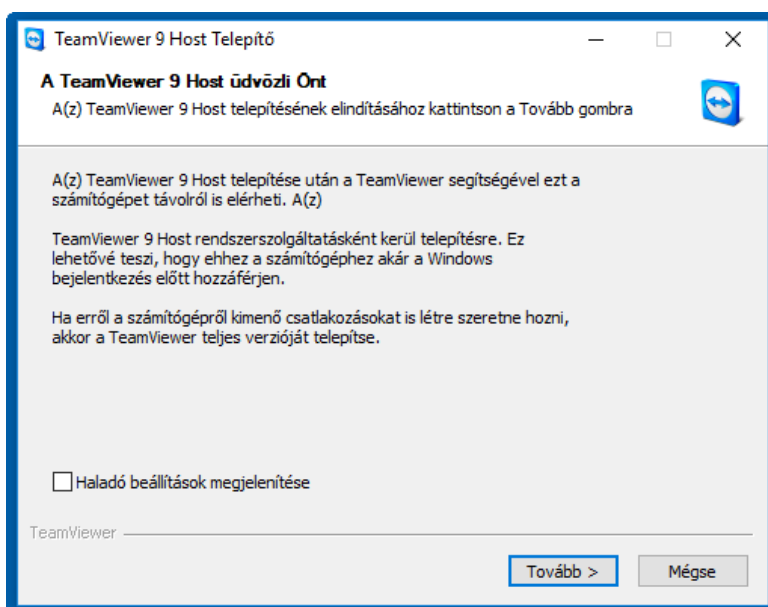 TeamViewer 9 Host Telepítő
A TeamViewer 9 Host üdvözli Önt
A(z) TeamViewer 9 Host telepítésének elindításához kattintson a Tovább gombra
A(z) TeamViewer 9 Host telepítése után a TeamViewer segítségével ezt a
számítógépet távolról is elérheti. A(z)
TeamViewer 9 Host rendszerszolgáltatásként kerül telepítésre. Ez
lehetővé teszi, hogy ehhez a számítógéphez akár a Windows
bejelentkezés előtt hozzáférjen.
Ha erről a számítógépről kimenő csatlakozásokat is létre szeretne hozni,
akkor a TeamViewer teljes verzióját telepítse.
Haladó beállítások megjelenítése
TeamViewer
Tovább > Mégse